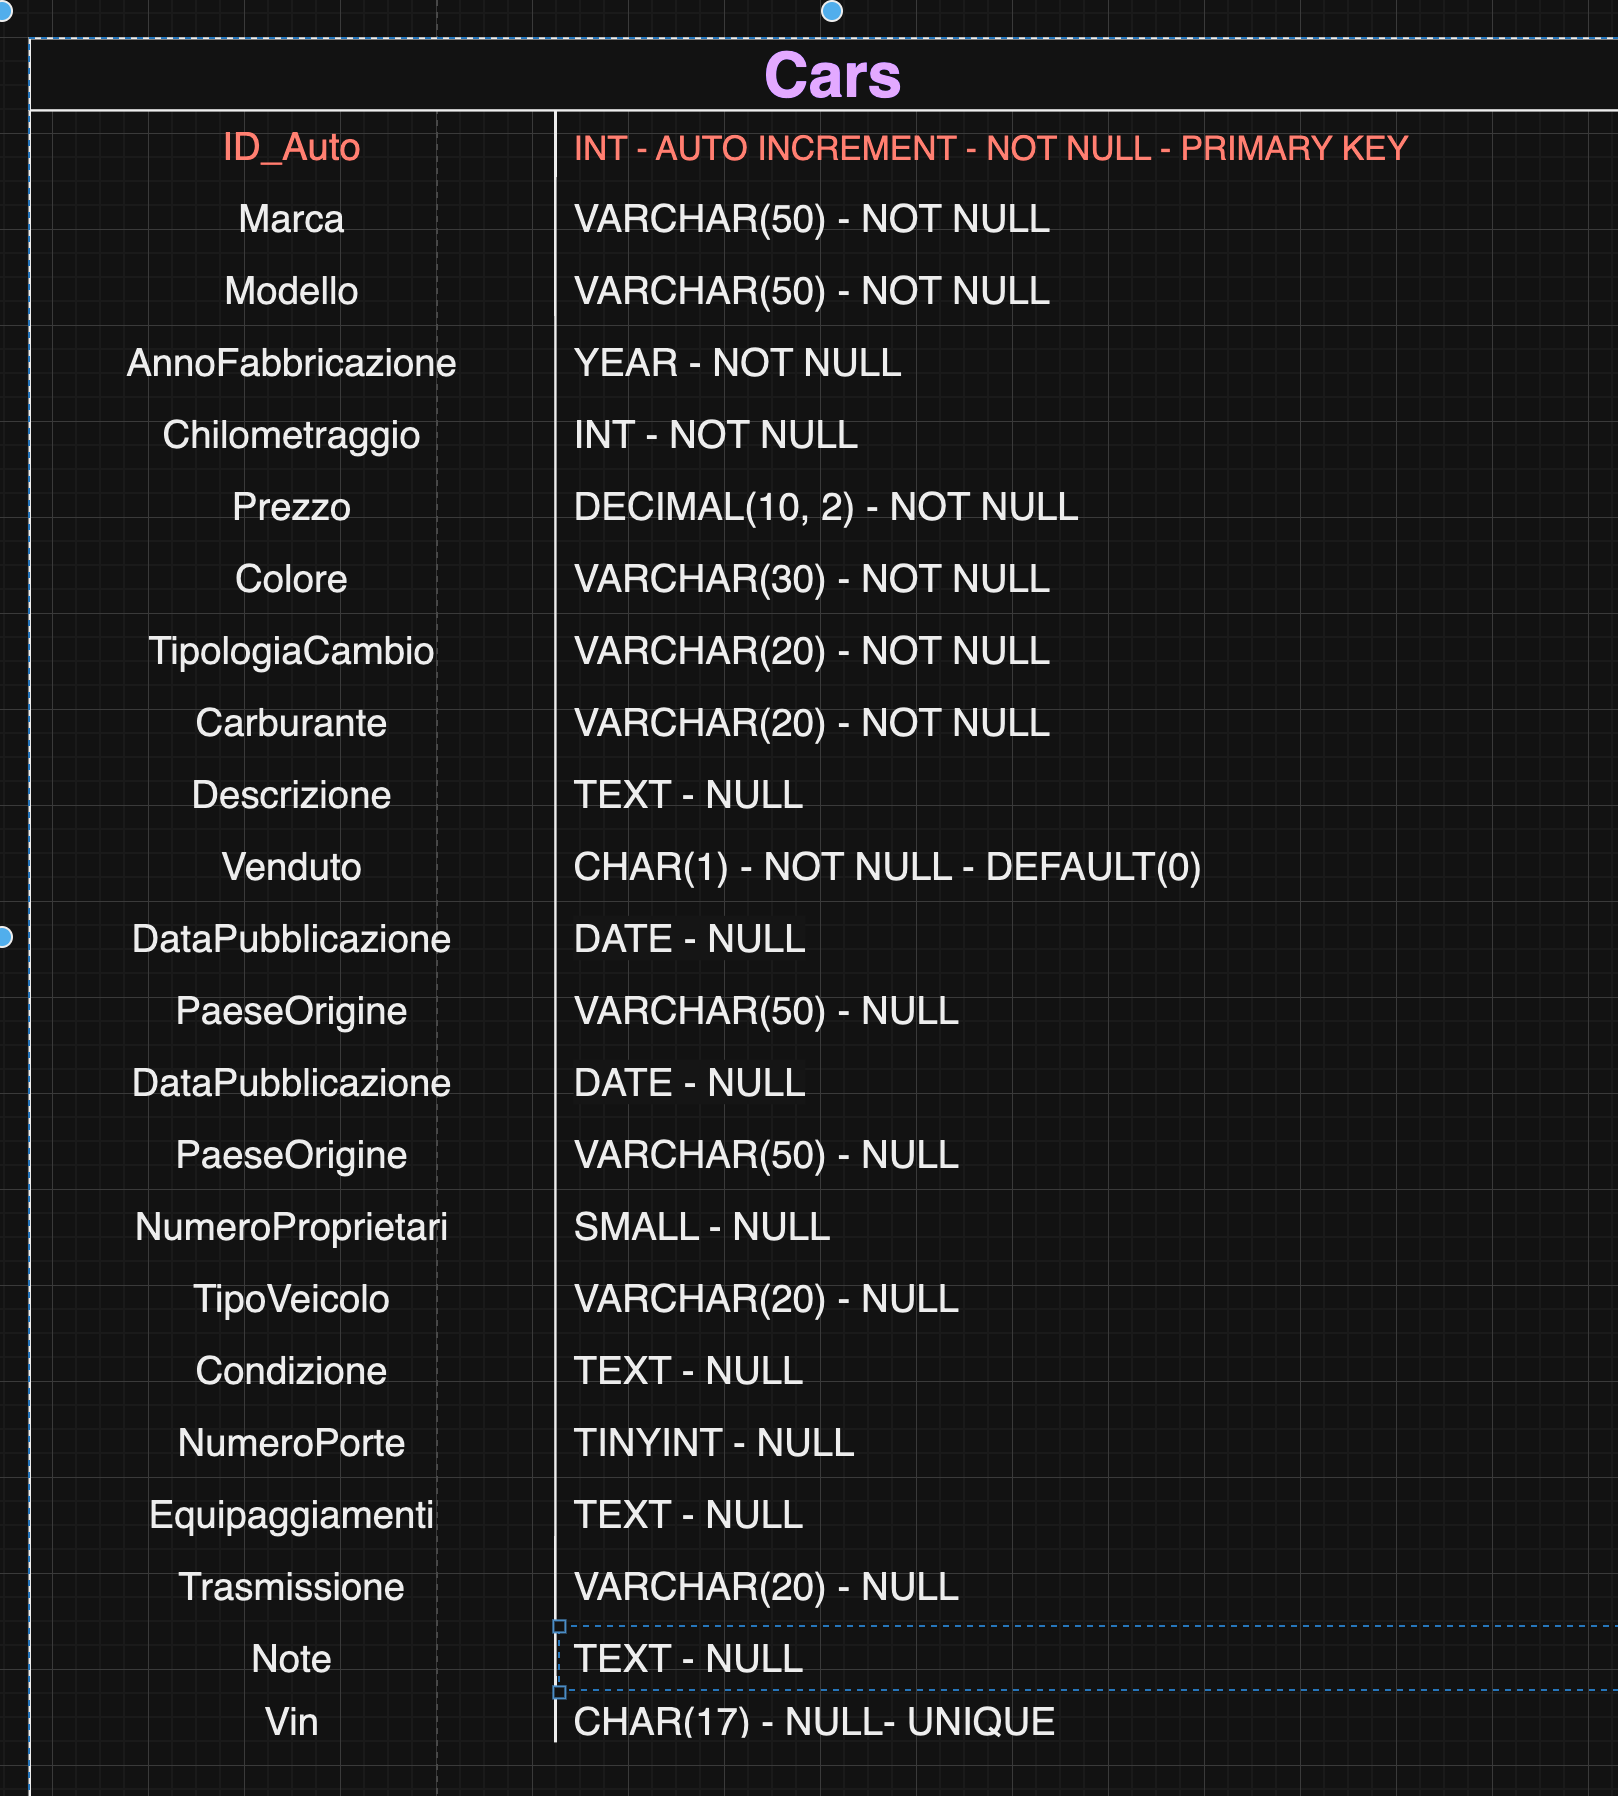 Cars
ID_Auto INT - AUTO INCREMENT - NOT NULL - PRIMARY KEY
Marca VARCHAR(50) - NOT NULL
Modello VARCHAR(50) - NOT NULL
AnnoFabbricazione YEAR - NOT NULL
Chilometraggio INT - NOT NULL
Prezzo DECIMAL(10, 2) - NOT NULL
Colore VARCHAR(30) - NOT NULL
TipologiaCambio VARCHAR(20) - NOT NULL
Carburante VARCHAR(20) - NOT NULL
Descrizione TEXT - NULL
Venduto CHAR(1) - NOT NULL - DEFAULT(0)
DataPubblicazione DATE - NULL
PaeseOrigine VARCHAR(50) - NULL
DataPubblicazione DATE - NULL
PaeseOrigine VARCHAR(50) - NULL
NumeroProprietari SMALL - NULL
TipoVeicolo VARCHAR(20) - NULL
Condizione TEXT - NULL
NumeroPorte TINYINT - NULL
Equipaggiamenti TEXT - NULL
Trasmissione VARCHAR(20) - NULL
Note TEXT - NULL
Vin CHAR(17) - NULL- UNIQUE